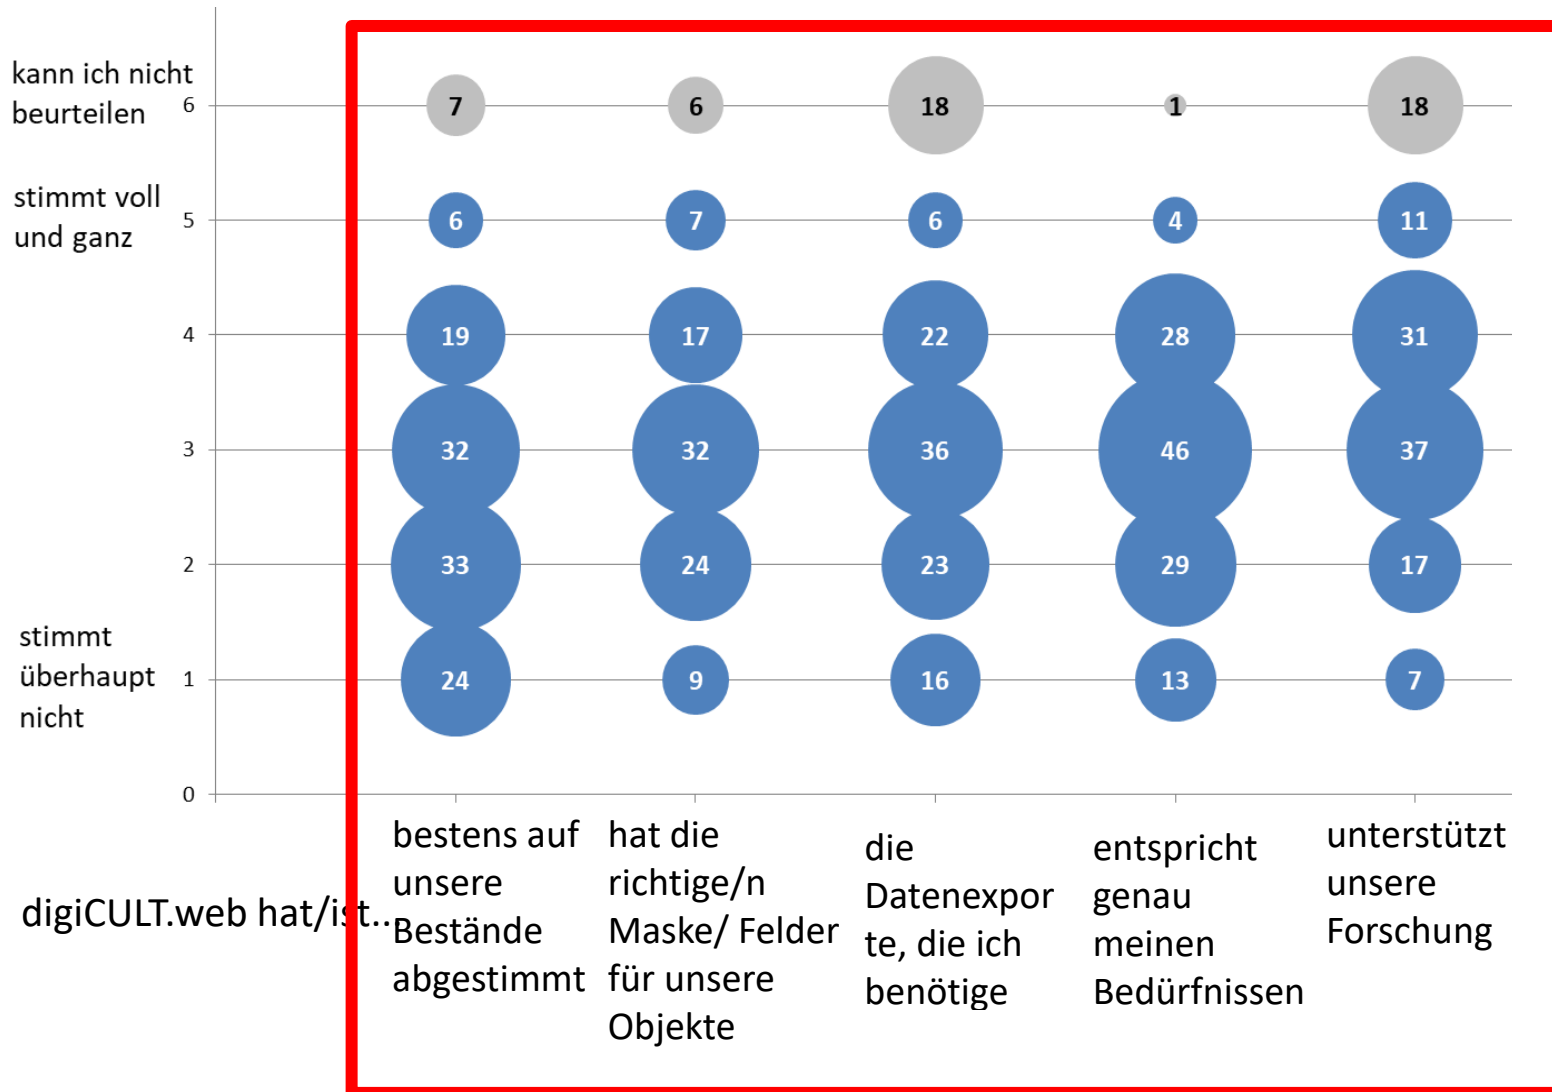 kann ich nicht
beurteilen
6
7
6
18
1
18
stimmt voll
und ganz
5
6
7
6
4
11
4
19
17
22
28
31
3
32
32
36
46
37
2
33
24
23
29
17
stimmt
überhaupt
nicht
1
24
9
16
13
7
0
digiCULT.web hat/ist...
bestens auf
unsere
Bestände
abgestimmt
hat die
richtige/n
Maske/ Felder
für unsere
Objekte
die
Datenexpor
te, die ich
benötige
entspricht
genau
meinen
Bedürfnissen
unterstützt
unsere
Forschung